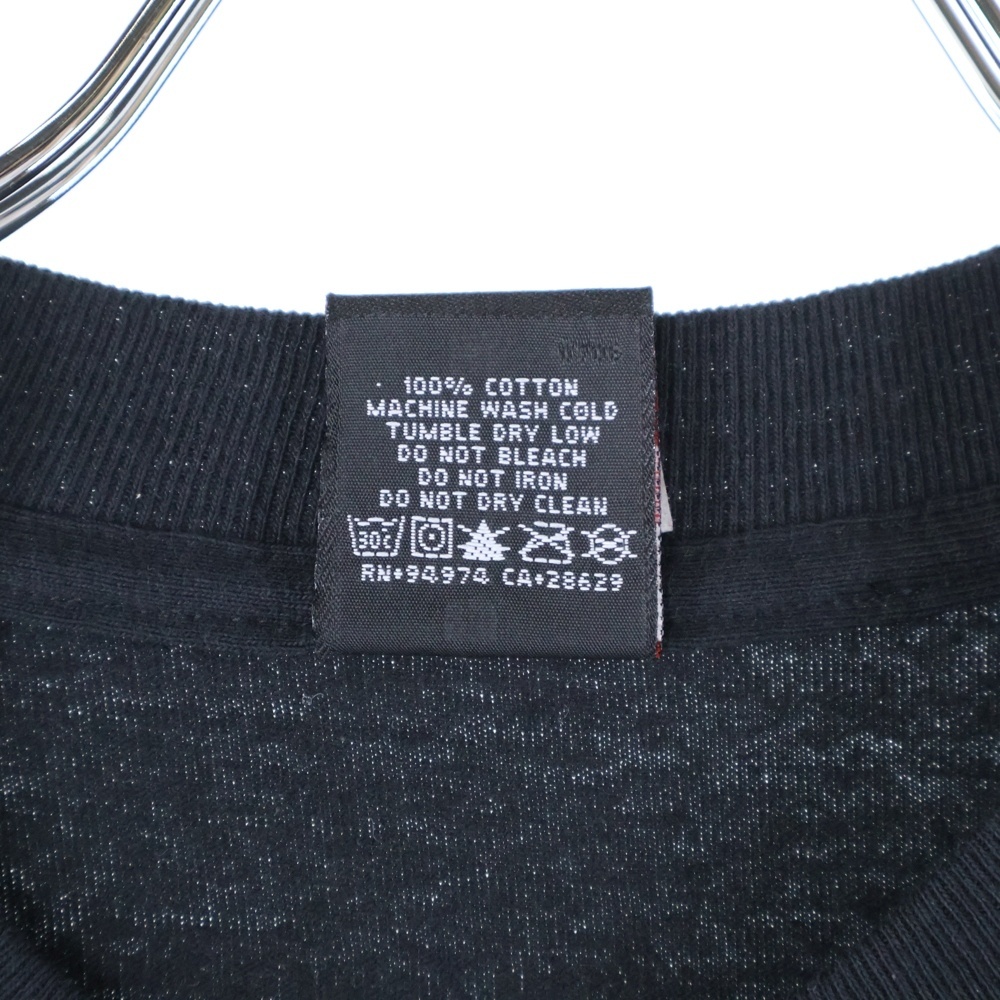 100% COTTON
MACHINE WASH COLD
TUMBLE DRY LOW
DO NOT BLEACH
DO NOT IRON
DO NOT DRY CLEAN
30C
RN•94974 CA•28629